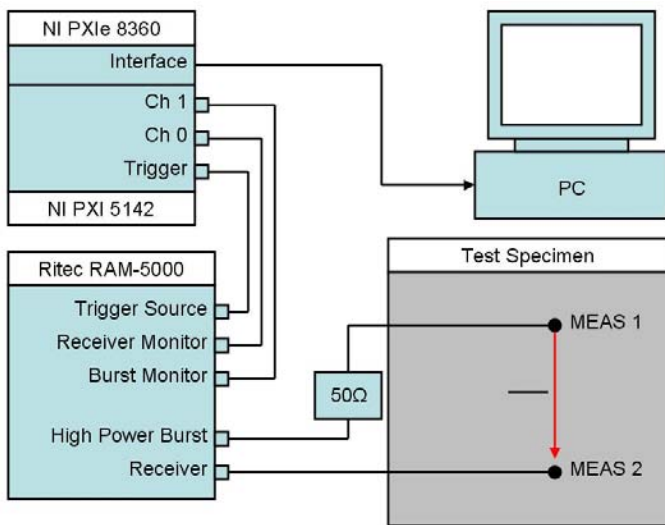 NI PXIe 8360
Interface
Ch 1
Ch 0
Trigger
NI PXI 5142
PC
Ritec RAM-5000
Trigger Source
Receiver Monitor
Burst Monitor
High Power Burst
Receiver
50Ω
Test Specimen
MEAS 1
MEAS 2